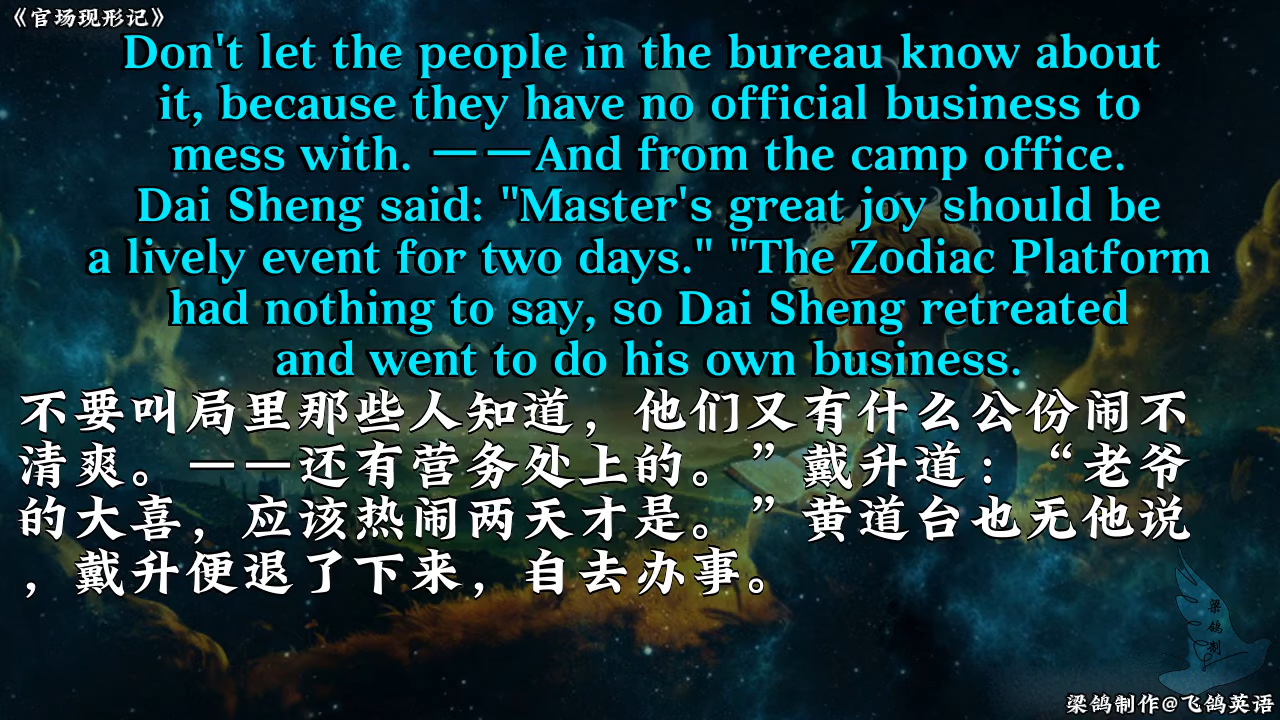 《官场现形记》
Don't let the people in the bureau know about
it, because they have no official business to
mess with. ——And from the camp office.
Dai Sheng said: "Master's great joy should be
a lively event for two days." "The Zodiac Platform
had nothing to say, so Dai Sheng retreated
and went to do his own business.
不要叫局里那些人知道，他们又有什么公份闹不
清爽。——还有营务处上的。”戴升道：“老爷
的大喜，应该热闹两天才是。”黄道台也无他说
，戴升便退了下来，自去办事。
梁
鸽
制
梁鸽制作@飞鸽英语